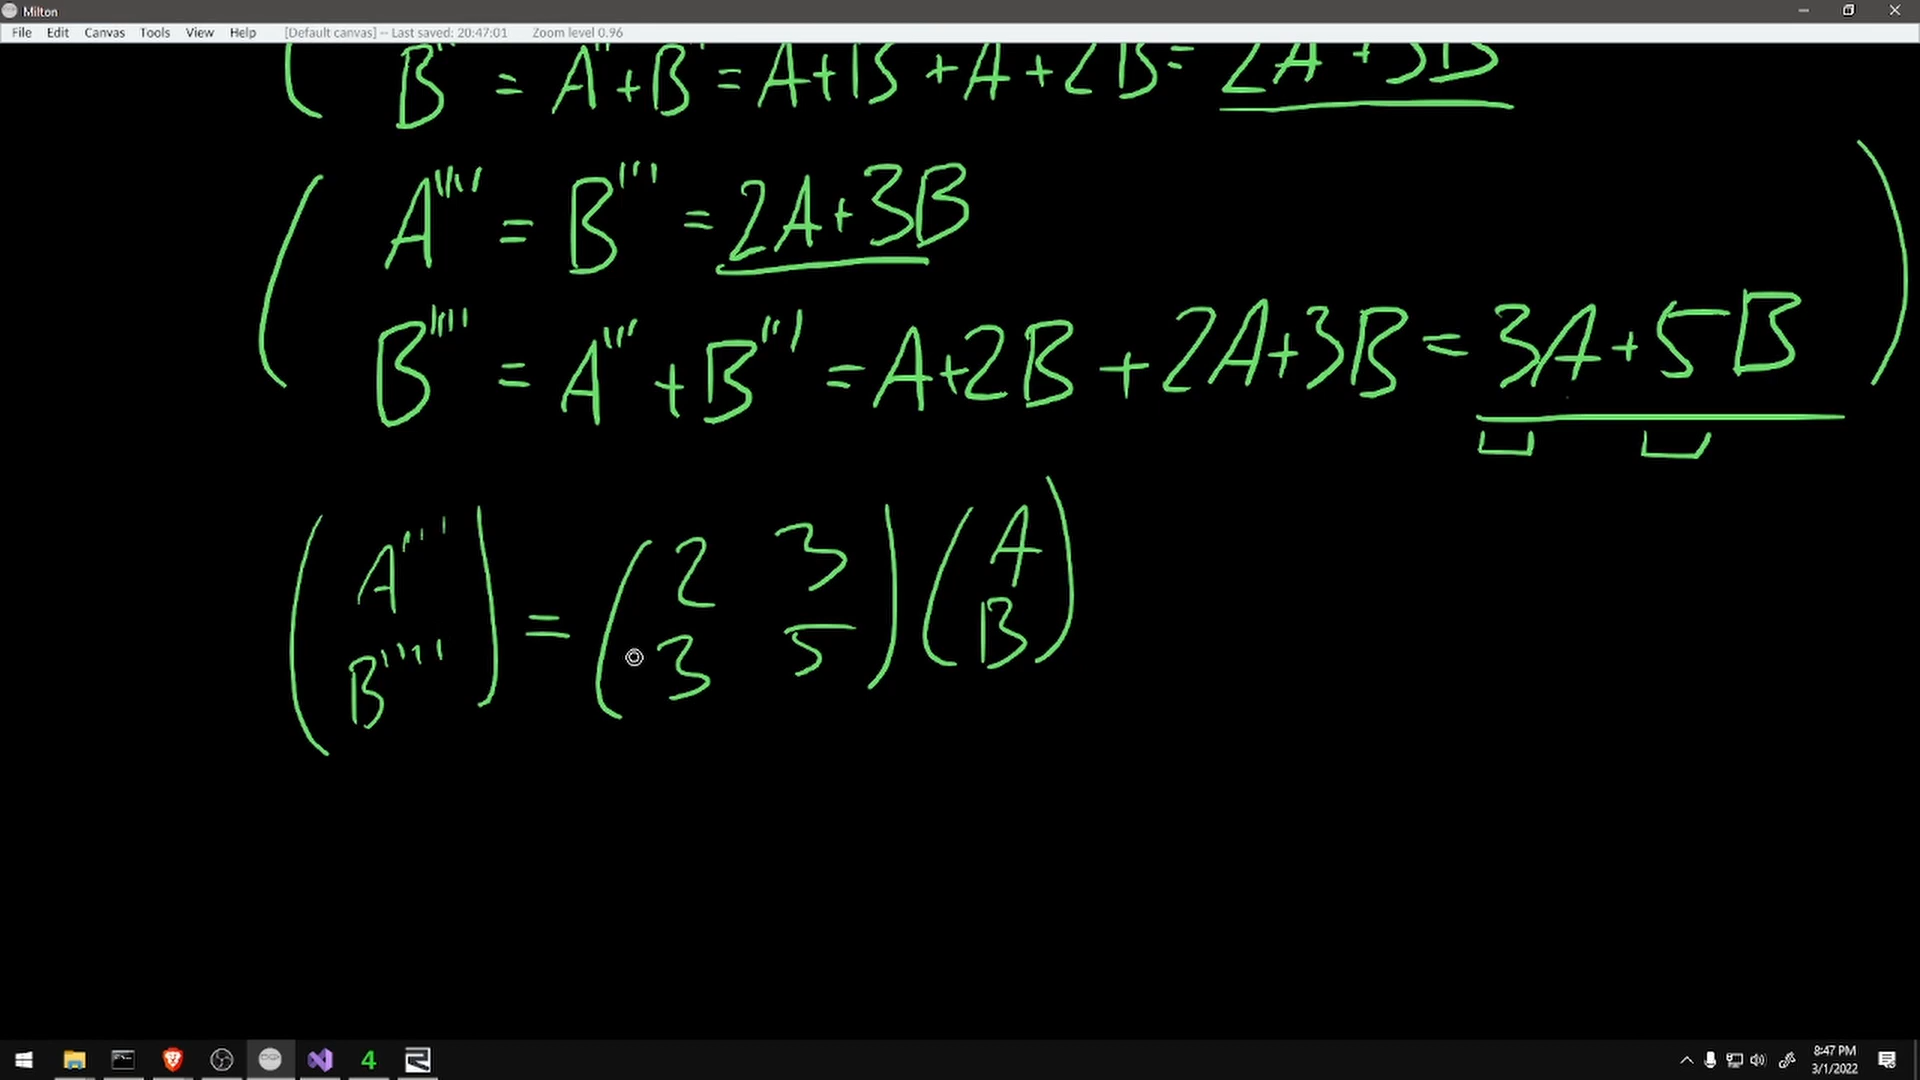 Milton
File Edit Canvas Tools View Help [Default canvas] -- Last saved: 20:47:01 Zoom level 0.96
B''' = A'' + B'' = A+B + A+2B = 2A+3B
A'''' = B''' = 2A+3B
B'''' = A''' + B''' = A+2B + 2A+3B = 3A+5B
A'''' = 2 3 A
B'''' 3 5 B
4
8:47 PM
3/1/2022